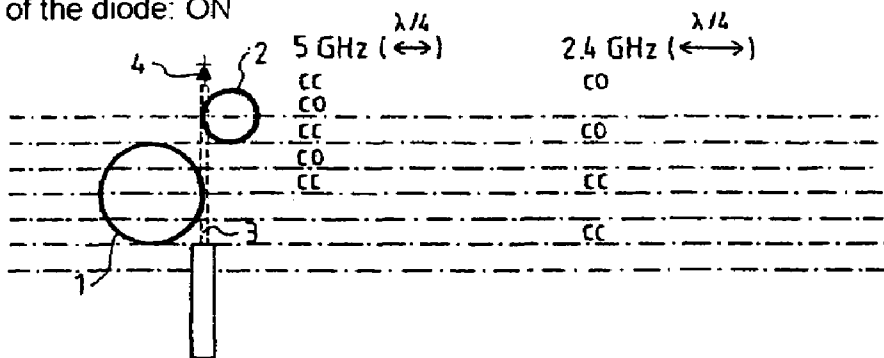 of the diode: ON
λ/4 λ/4
4 2 5 GHz ( ) 2.4 GHz ( )
CC CO
CO
CC CO
CO
CC CC
3 CC
1